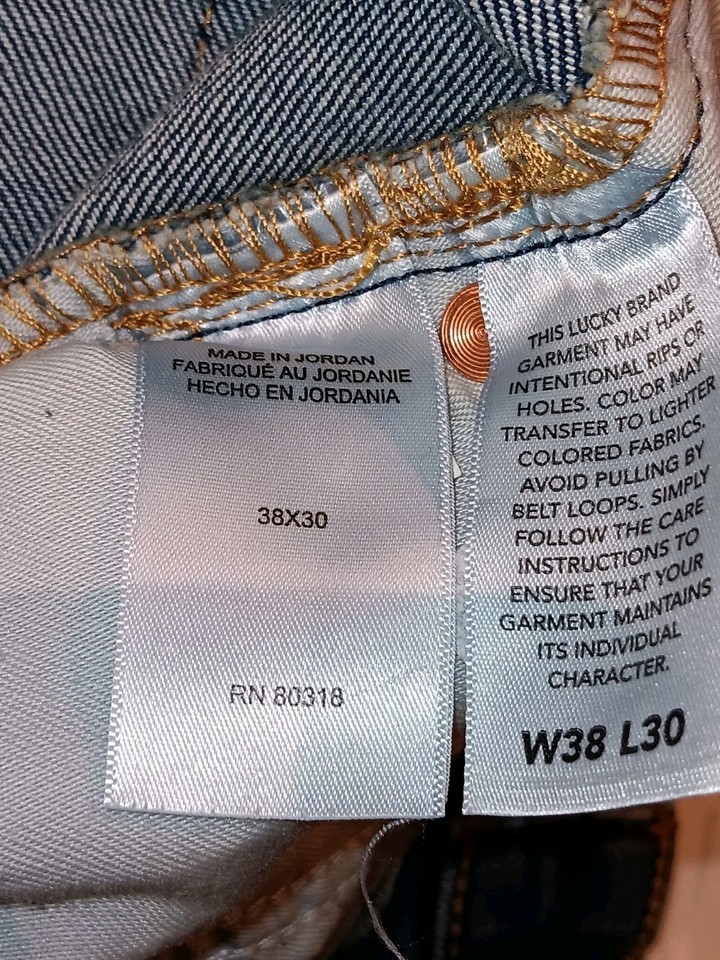 MADE IN JORDAN
FABRIQUÉ AU JORDANIE
HECHO EN JORDANIA
38X30
RN 80318
THIS LUCKY BRAND
GARMENT MAY HAVE
INTENTIONAL RIPS OR
HOLES. COLOR MAY
TRANSFER TO LIGHTER
COLORED FABRICS.
AVOID PULLING BY
BELT LOOPS. SIMPLY
FOLLOW THE CARE
INSTRUCTIONS TO
ENSURE THAT YOUR
GARMENT MAINTAINS
ITS INDIVIDUAL
CHARACTER.
W38 L30